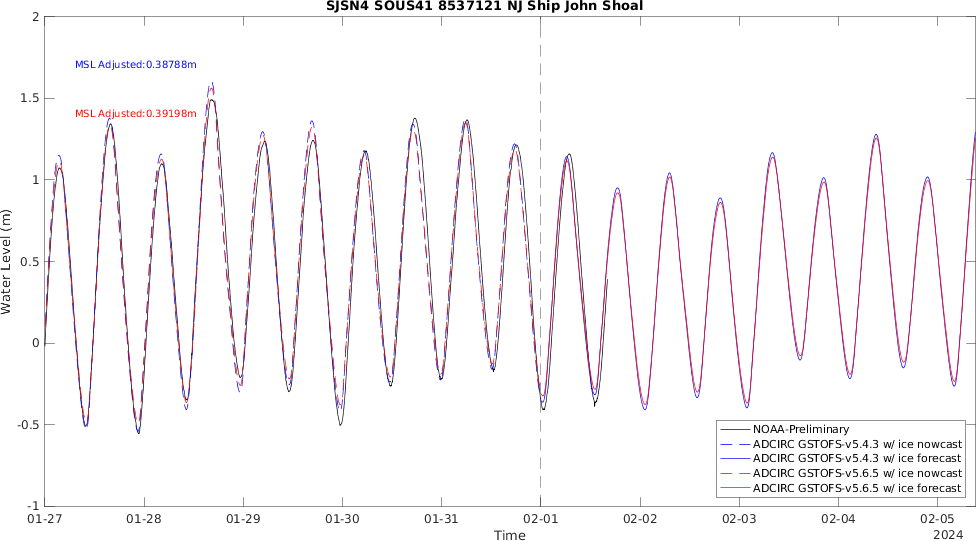 SJSN4 SOUS41 8537121 NJ Ship John Shoal
2
MSL Adjusted:0.38788m
1.5
MSL Adjusted:0.39198m
1
Water Level (m)
0.5
0
-0.5
-1
NOAA-Preliminary
ADCIRC GSTOFS-v5.4.3 w/ ice nowcast
ADCIRC GSTOFS-v5.4.3 w/ ice forecast
ADCIRC GSTOFS-v5.6.5 w/ ice nowcast
ADCIRC GSTOFS-v5.6.5 w/ ice forecast
01-27 01-28 01-29 01-30 01-31 02-01 02-02 02-03 02-04 02-05
Time
2024